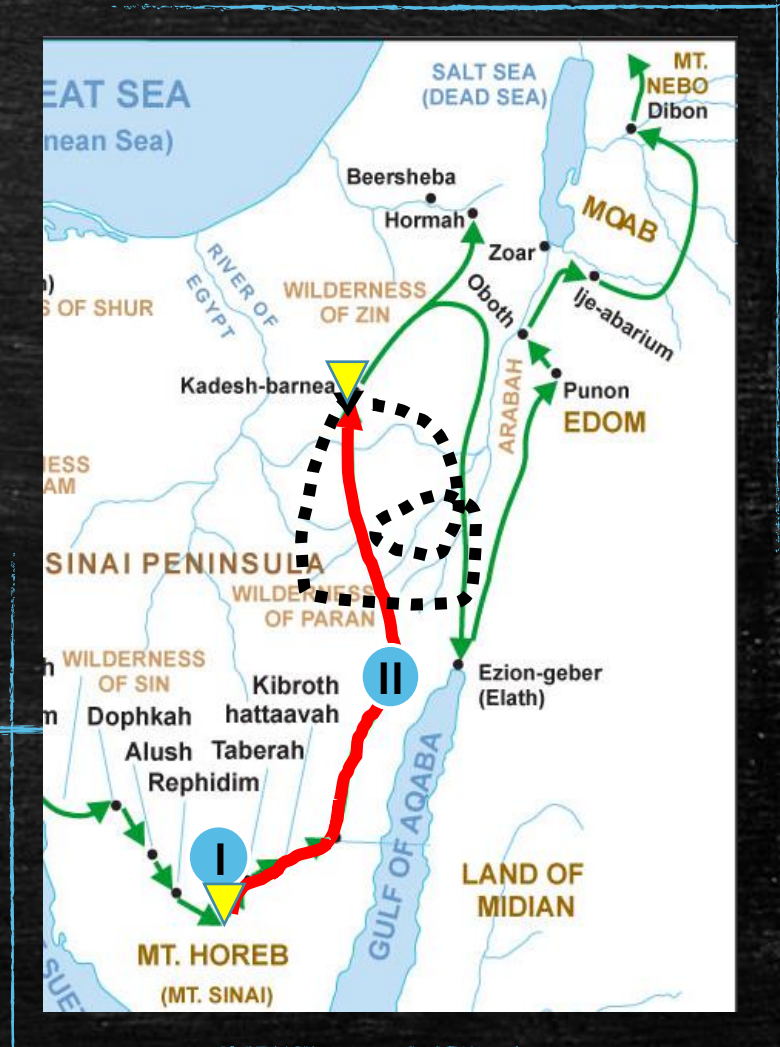 EAT SEA
nean Sea)
SALT SEA
(DEAD SEA)
MT.
NEBO
Dibon
Beersheba
Hormah
MOAB
Zoar
RIVER OF
EGYPT
)
S OF SHUR
WILDERNESS
OF ZIN
Oboth
Ije-abarium
Kadesh-barnea
ARABAH
Punon
EDOM
NESS
AM
SINAI PENINSULA
WILDERNESS
OF PARAN
h
WILDERNESS
OF SIN
II
Ezion-geber
(Elath)
Kibroth
hattaavah
m
Dophkah
Alush
Taberah
Rephidim
I
GULF OF AQABA
LAND OF
MIDIAN
MT. HOREB
(MT. SINAI)
SUE